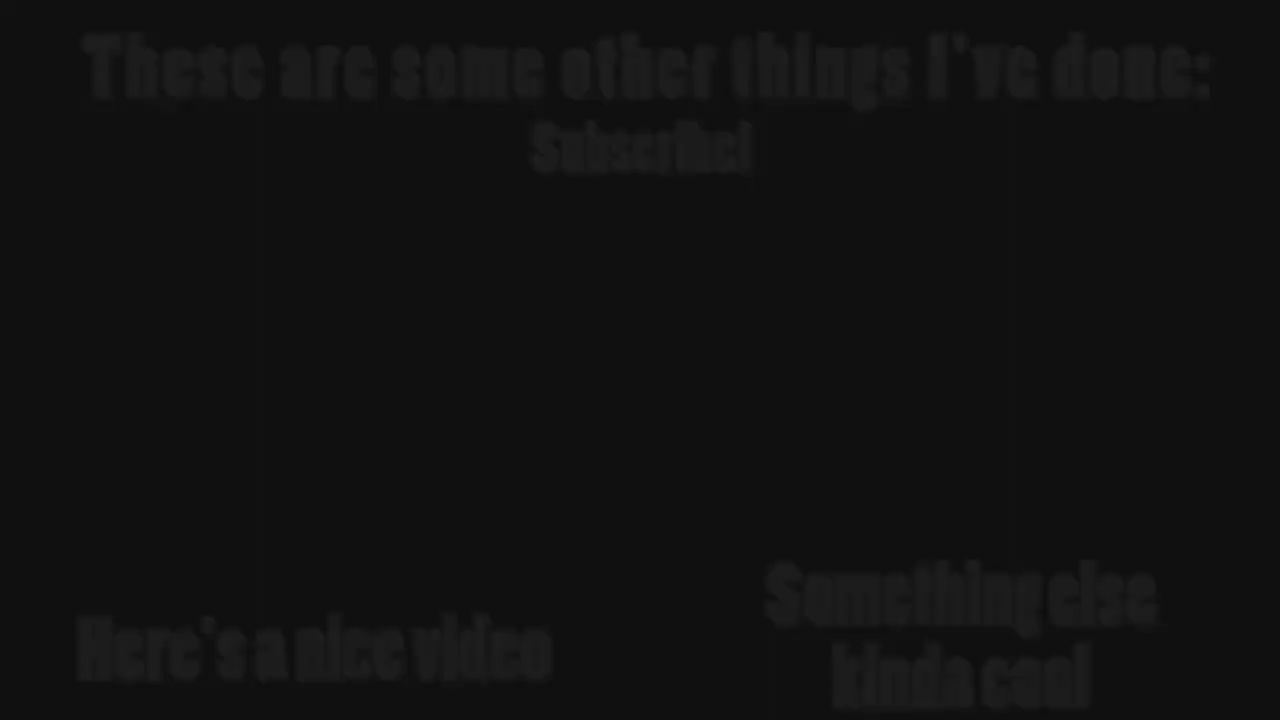 These are some other things I've done:
Subscribe!
Here's a nice video
Something else
kinda cool